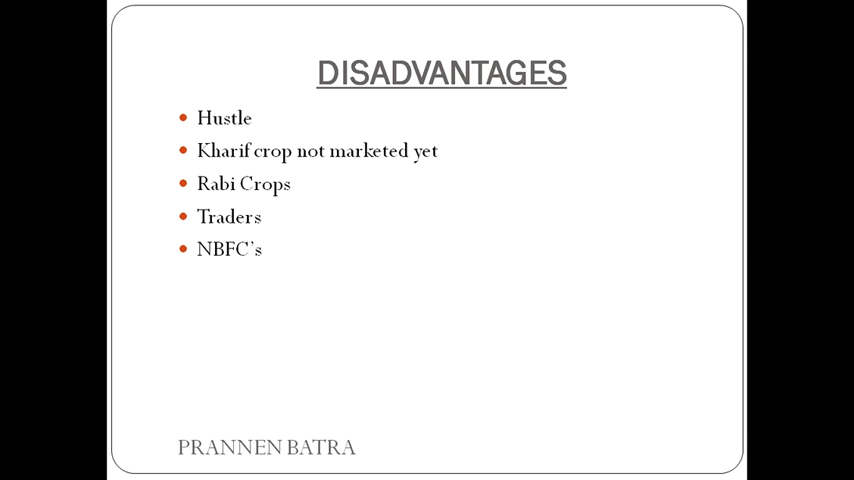 DISADVANTAGES
• Hustle
• Kharif crop not marketed yet
• Rabi Crops
• Traders
• NBFC's
PRANNEN BATRA